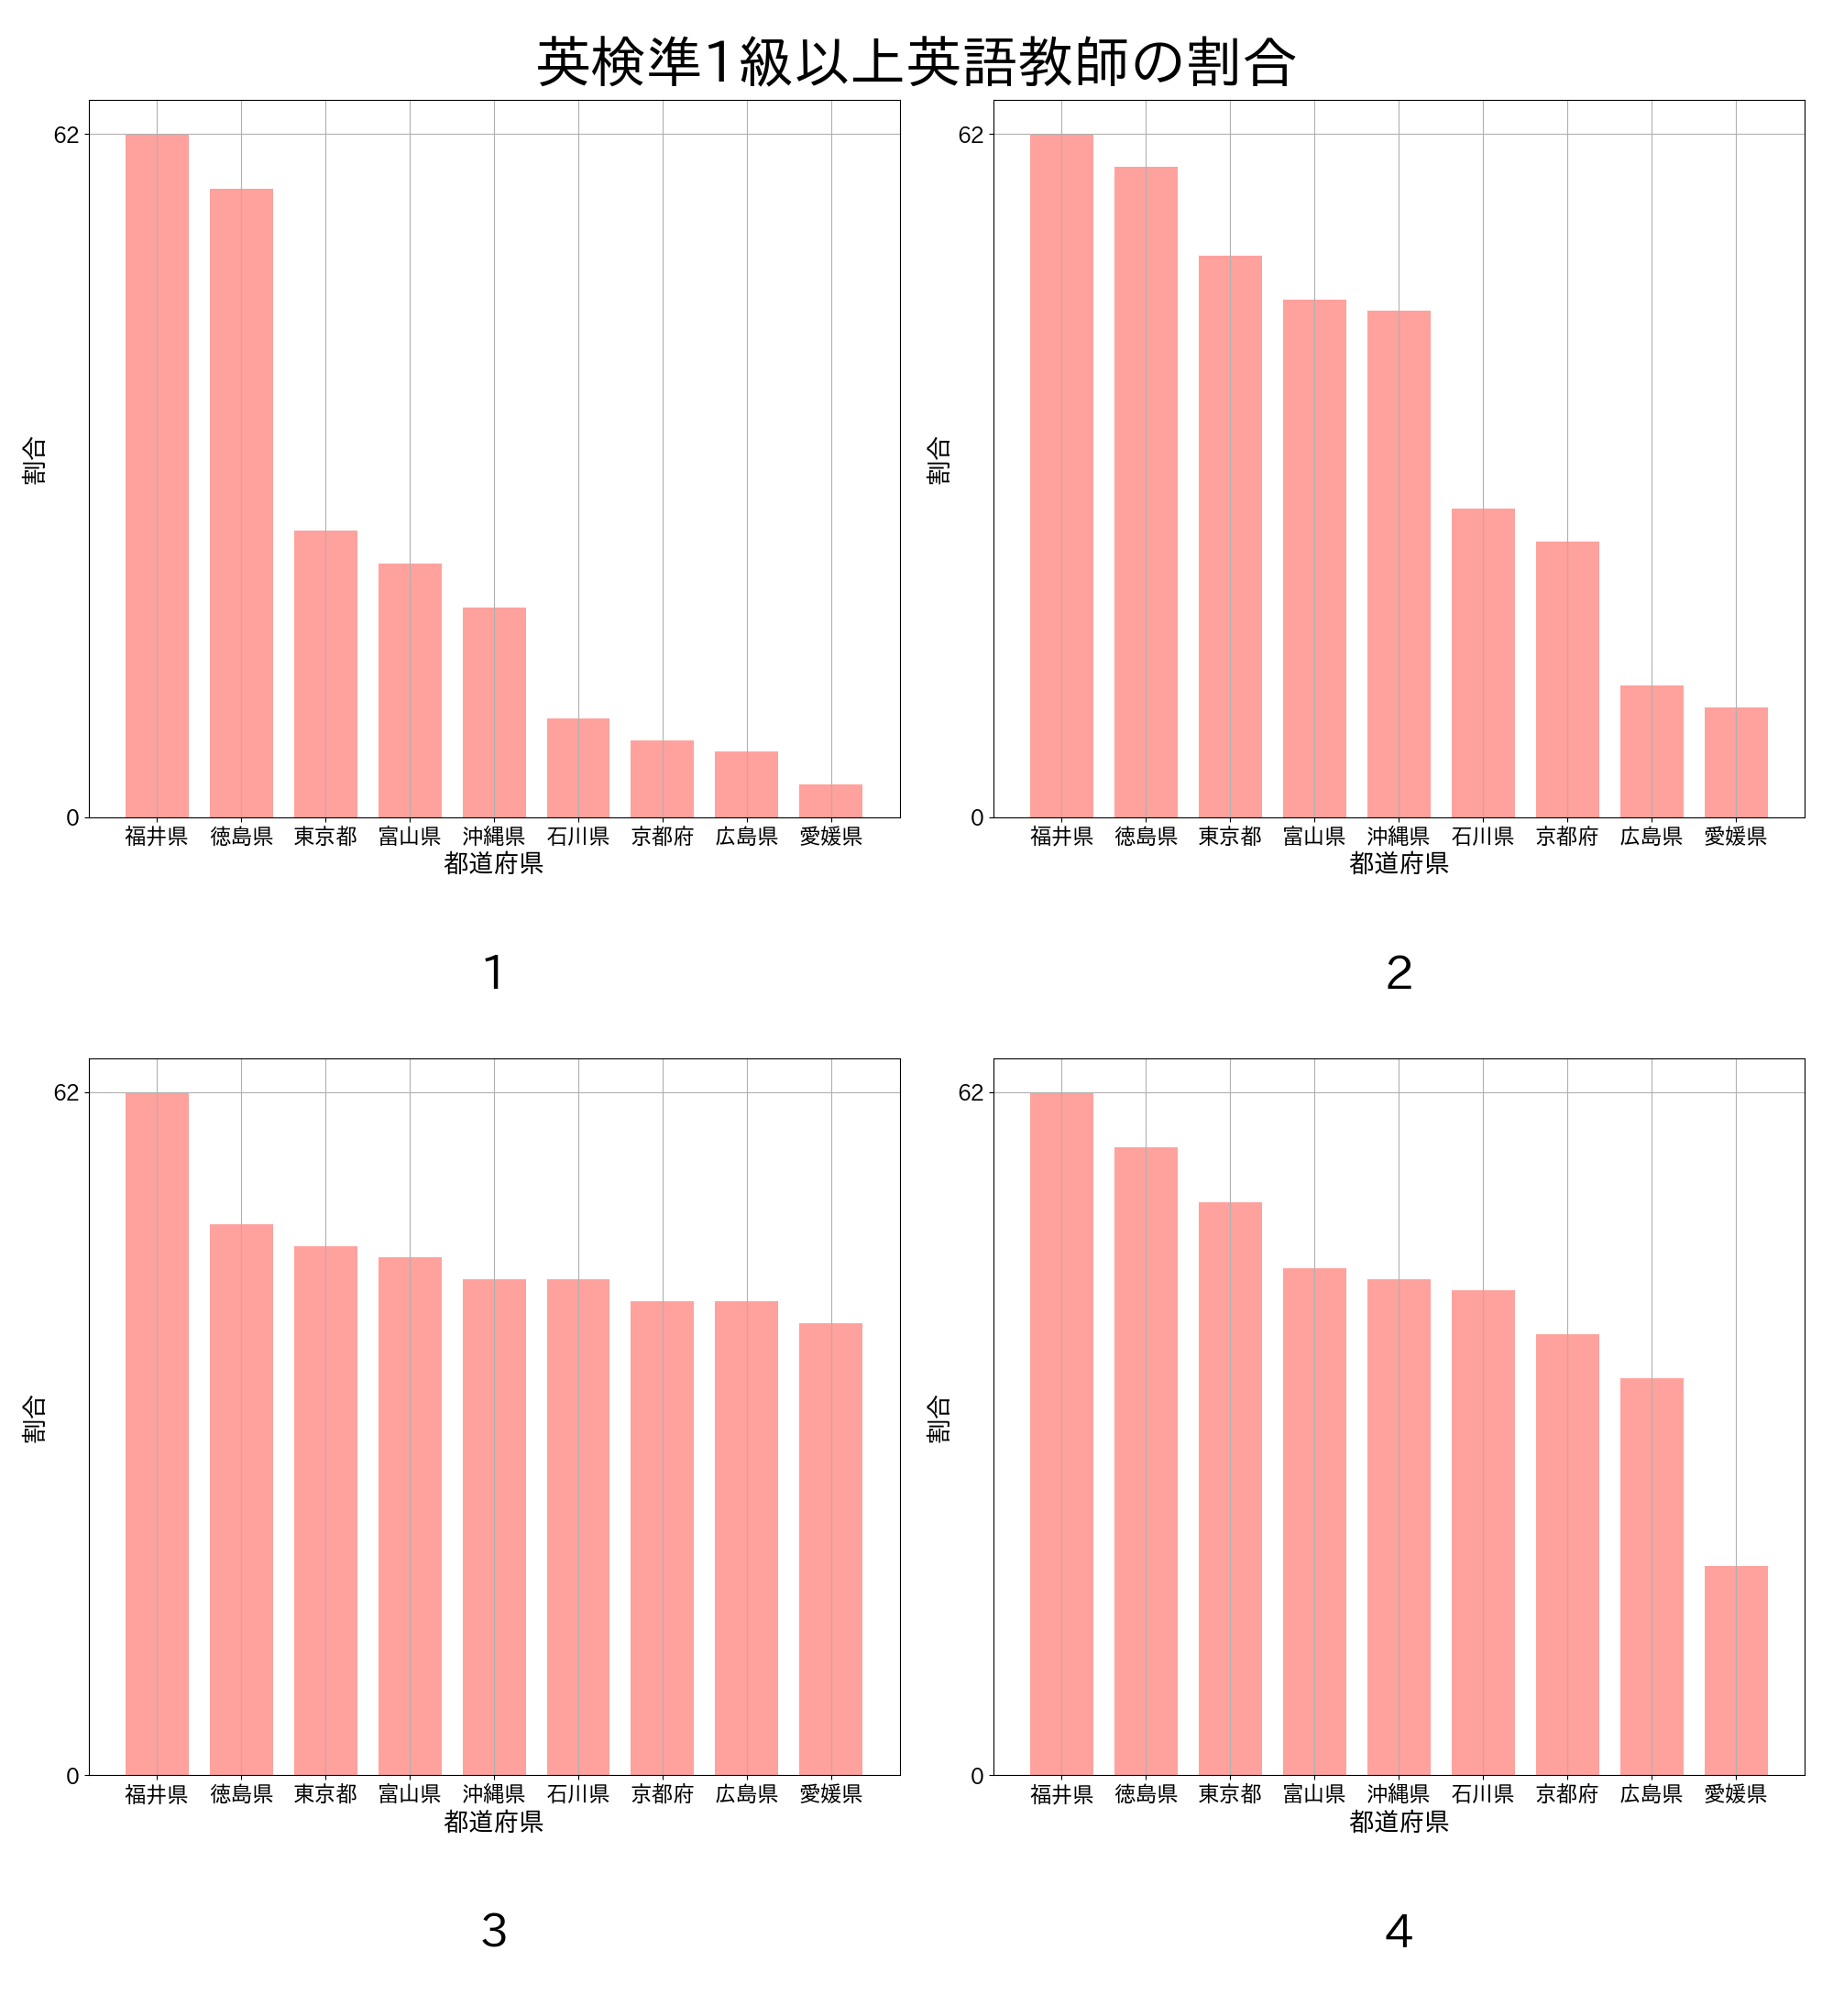 英検準1級以上英語教師の割合
62
0
割合
福井県 徳島県 東京都 富山県 沖縄県 石川県 京都府 広島県 愛媛県
都道府県
1
62
0
割合
福井県 徳島県 東京都 富山県 沖縄県 石川県 京都府 広島県 愛媛県
都道府県
2
62
0
割合
福井県 徳島県 東京都 富山県 沖縄県 石川県 京都府 広島県 愛媛県
都道府県
3
62
0
割合
福井県 徳島県 東京都 富山県 沖縄県 石川県 京都府 広島県 愛媛県
都道府県
4